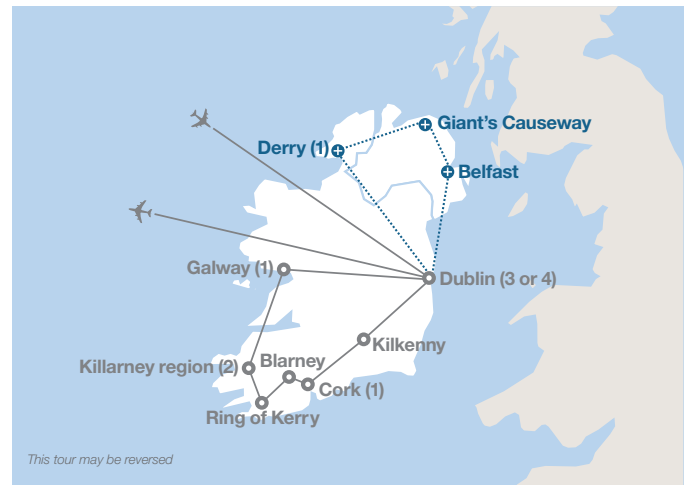 Giant's Causeway
Derry (1)
Belfast
Galway (1)
Dublin (3 or 4)
Kilkenny
Blarney
Killarney region (2)
Cork (1)
Ring of Kerry
This tour may be reversed